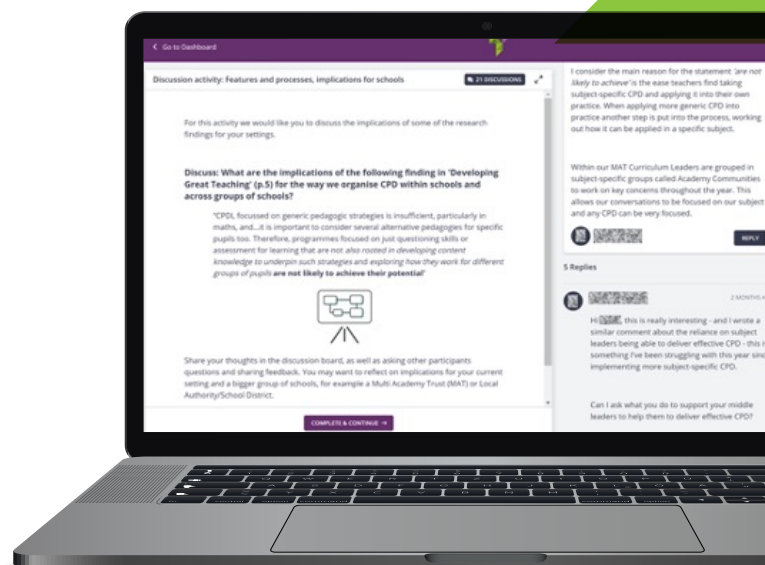 Go to Dashboard
Discussion activity: Features and processes, implications for schools
21 DISCUSSIONS
For this activity we would like you to discuss the implications of some of the research
findings for your settings.
Discuss: What are the implications of the following finding in 'Developing
Great Teaching' (p.5) for the way we organise CPD within schools and
across groups of schools?
"CPDL focussed on generic pedagogic strategies is insufficient, particularly in
maths, and...it is important to consider several alternative pedagogies for specific
pupils too. Therefore, programmes focused on just questioning skills or
assessment for learning that are not also rooted in developing content
knowledge to underpin such strategies and exploring how they work for different
groups of pupils are not likely to achieve their potential"
Share your thoughts in the discussion board, as well as asking other participants
questions and sharing feedback. You may want to reflect on implications for your current
setting and a bigger group of schools, for example a Multi Academy Trust (MAT) or Local
Authority/School District.
COMPLETE & CONTINUE →
I consider the main reason for the statement 'are not
likely to achieve' is the ease teachers find taking
subject-specific CPD and applying it into their own
practice. When applying more generic CPD into
practice another step is put into the process, working
out how it can be applied in a specific subject.
Within our MAT Curriculum Leaders are grouped in
subject-specific groups called Academy Communities
to work on key concerns throughout the year. This
allows our conversations to be focused on our subject
and any CPD can be very focused.
REPLY
5 Replies
2 MONTHS
Hi, this is really interesting - and I wrote a
similar comment about the reliance on subject
leaders being able to deliver effective CPD - this
something I've been struggling with this year
implementing more subject-specific CPD.
Can I ask what you do to support your middle
leaders to help them to deliver effective CPD?